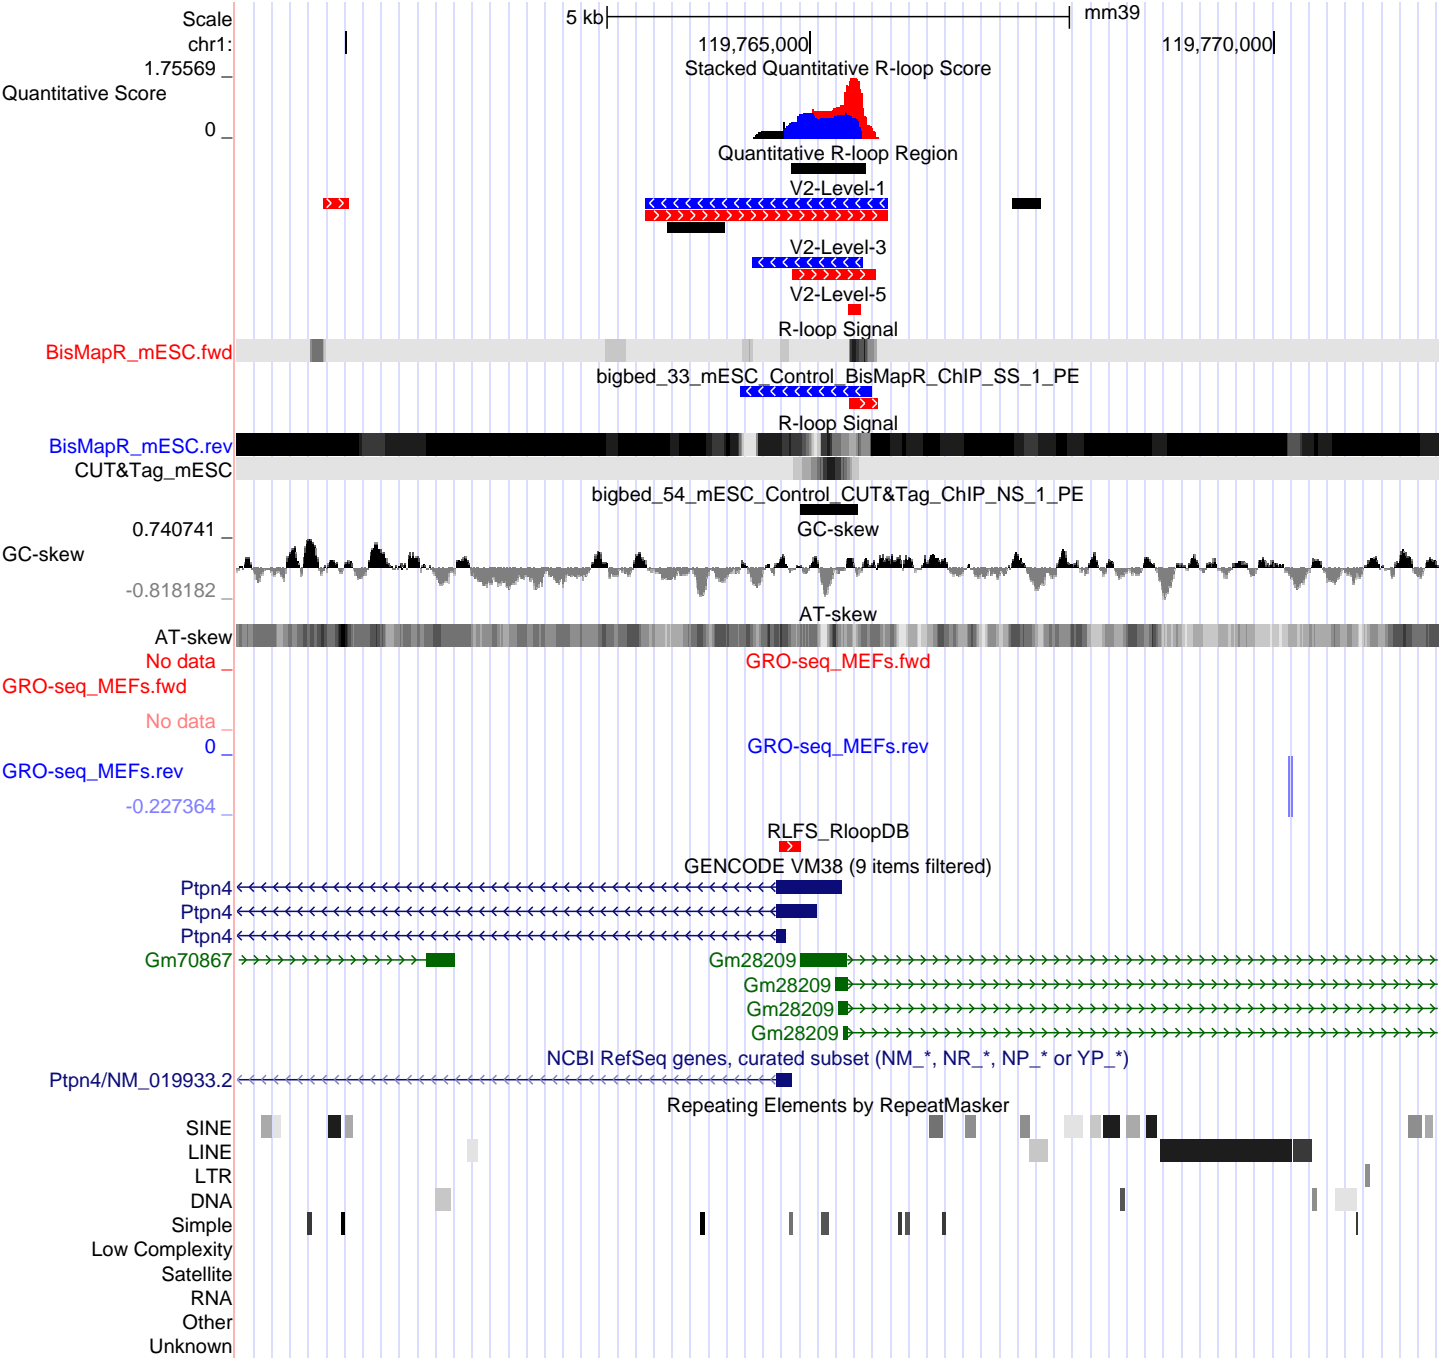 Scale 5 kb mm39
chr1: 119,765,000 119,770,000
1.75569 _ Stacked Quantitative R-loop Score
Quantitative Score
0 _
Quantitative R-loop Region
V2-Level-1
V2-Level-3
V2-Level-5
R-loop Signal
BisMapR_mESC.fwd
bigbed_33_mESC_Control_BisMapR_ChIP_SS_1_PE
R-loop Signal
BisMapR_mESC.rev
CUT&Tag_mESC
bigbed_54_mESC_Control_CUT&Tag_ChIP_NS_1_PE
0.740741 _ GC-skew
GC-skew
-0.818182 _
AT-skew
AT-skew
No data _ GRO-seq_MEFs.fwd
GRO-seq_MEFs.fwd
No data _
0 _ GRO-seq_MEFs.rev
GRO-seq_MEFs.rev
-0.227364 _
RLFS_RloopDB
GENCODE VM38 (9 items filtered)
Ptpn4
Ptpn4
Ptpn4
Gm70867 Gm28209
Gm28209
Gm28209
Gm28209
NCBI RefSeq genes, curated subset (NM_*, NR_*, NP_* or YP_*)
Ptpn4/NM_019933.2
Repeating Elements by RepeatMasker
SINE
LINE
LTR
DNA
Simple
Low Complexity
Satellite
RNA
Other
Unknown